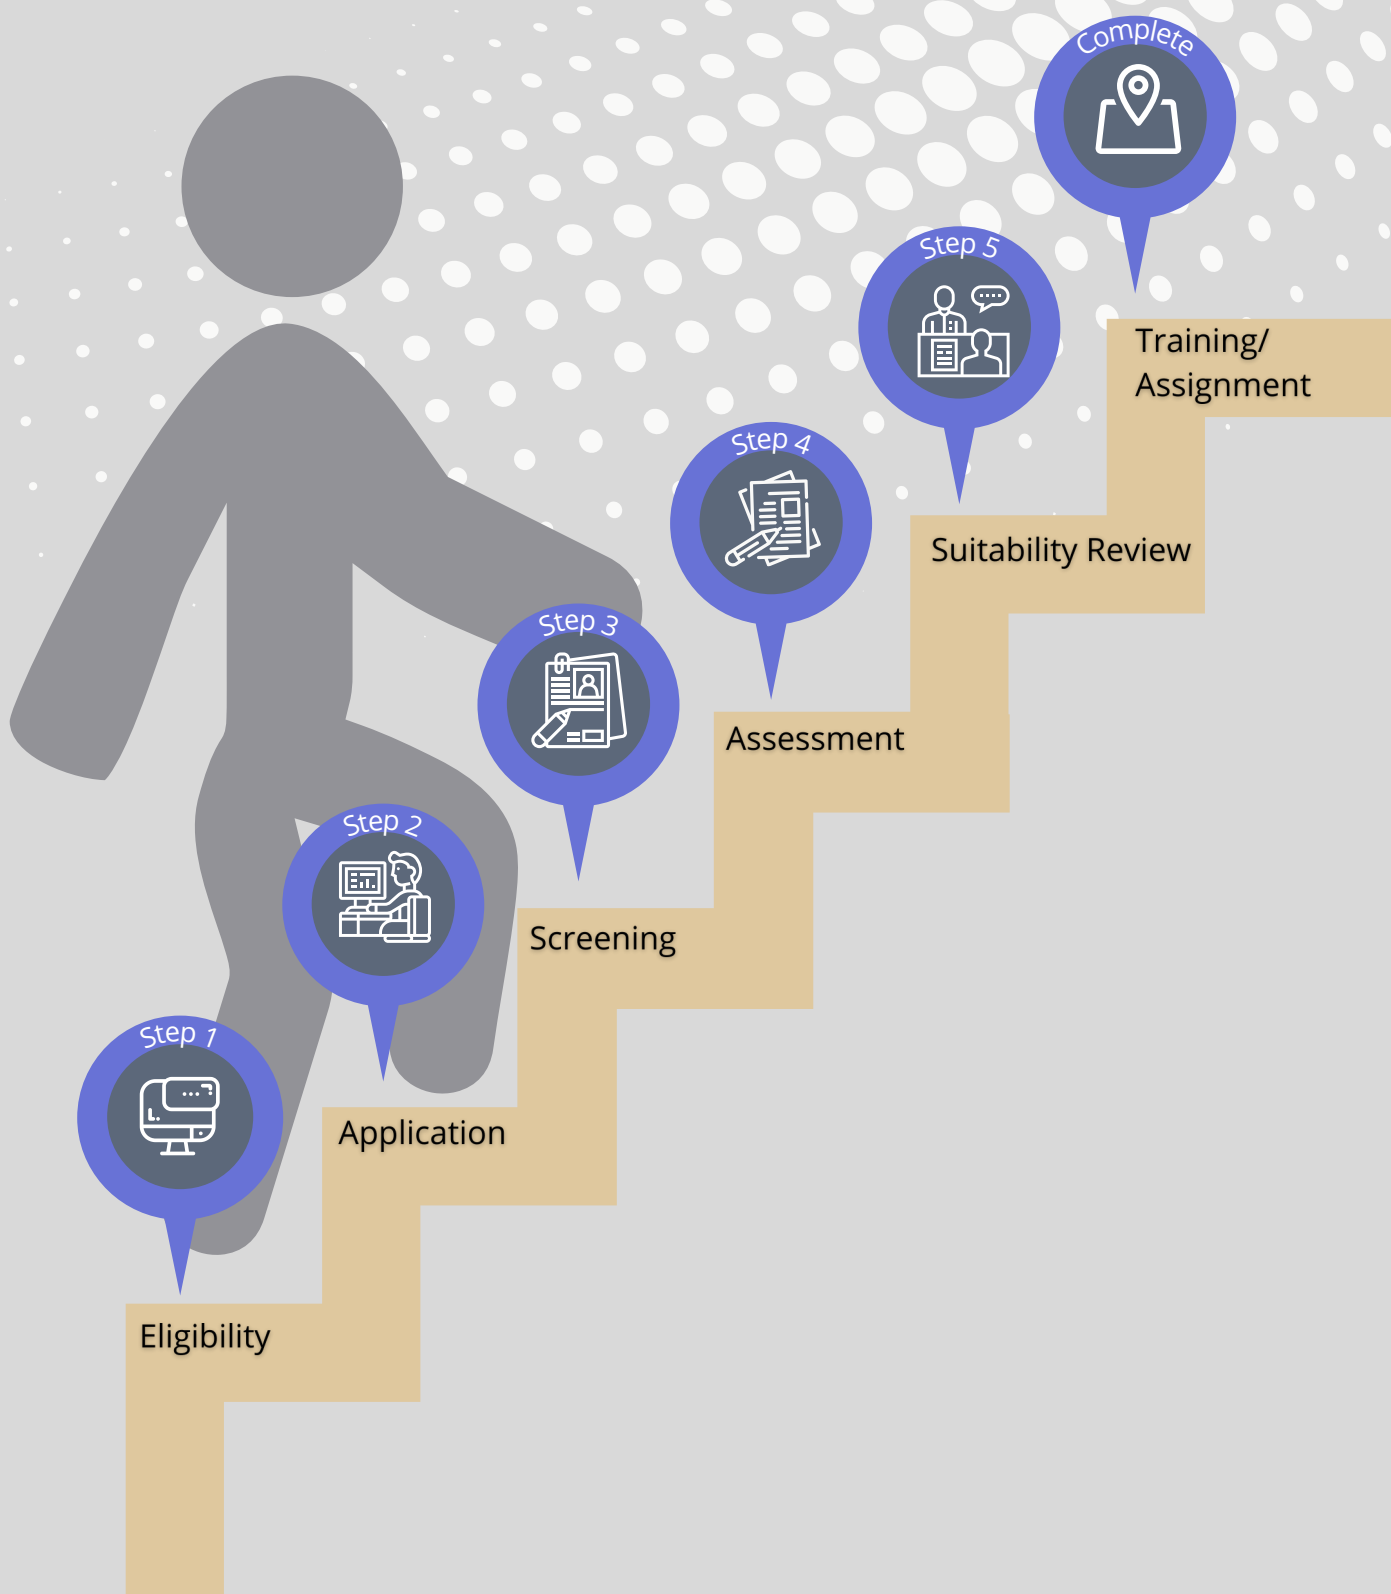 Complete
Training/
Assignment
Step 5
Suitability Review
Step 4
Assessment
Step 3
Screening
Step 2
Application
Step 1
Eligibility